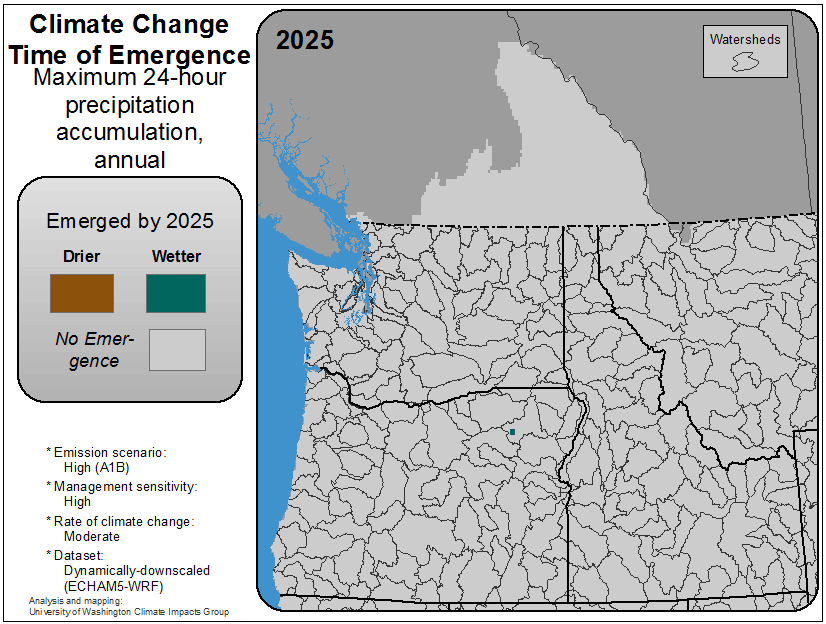 Climate Change
Time of Emergence
Maximum 24-hour
precipitation
accumulation,
annual
Emerged by 2025
Drier
Wetter
No Emer-
gence
* Emission scenario:
High (A1B)
* Management sensitivity:
High
* Rate of climate change:
Moderate
* Dataset:
Dynamically-downscaled
(ECHAM5-WRF)
Analysis and mapping:
University of Washington Climate Impacts Group
2025
Watersheds